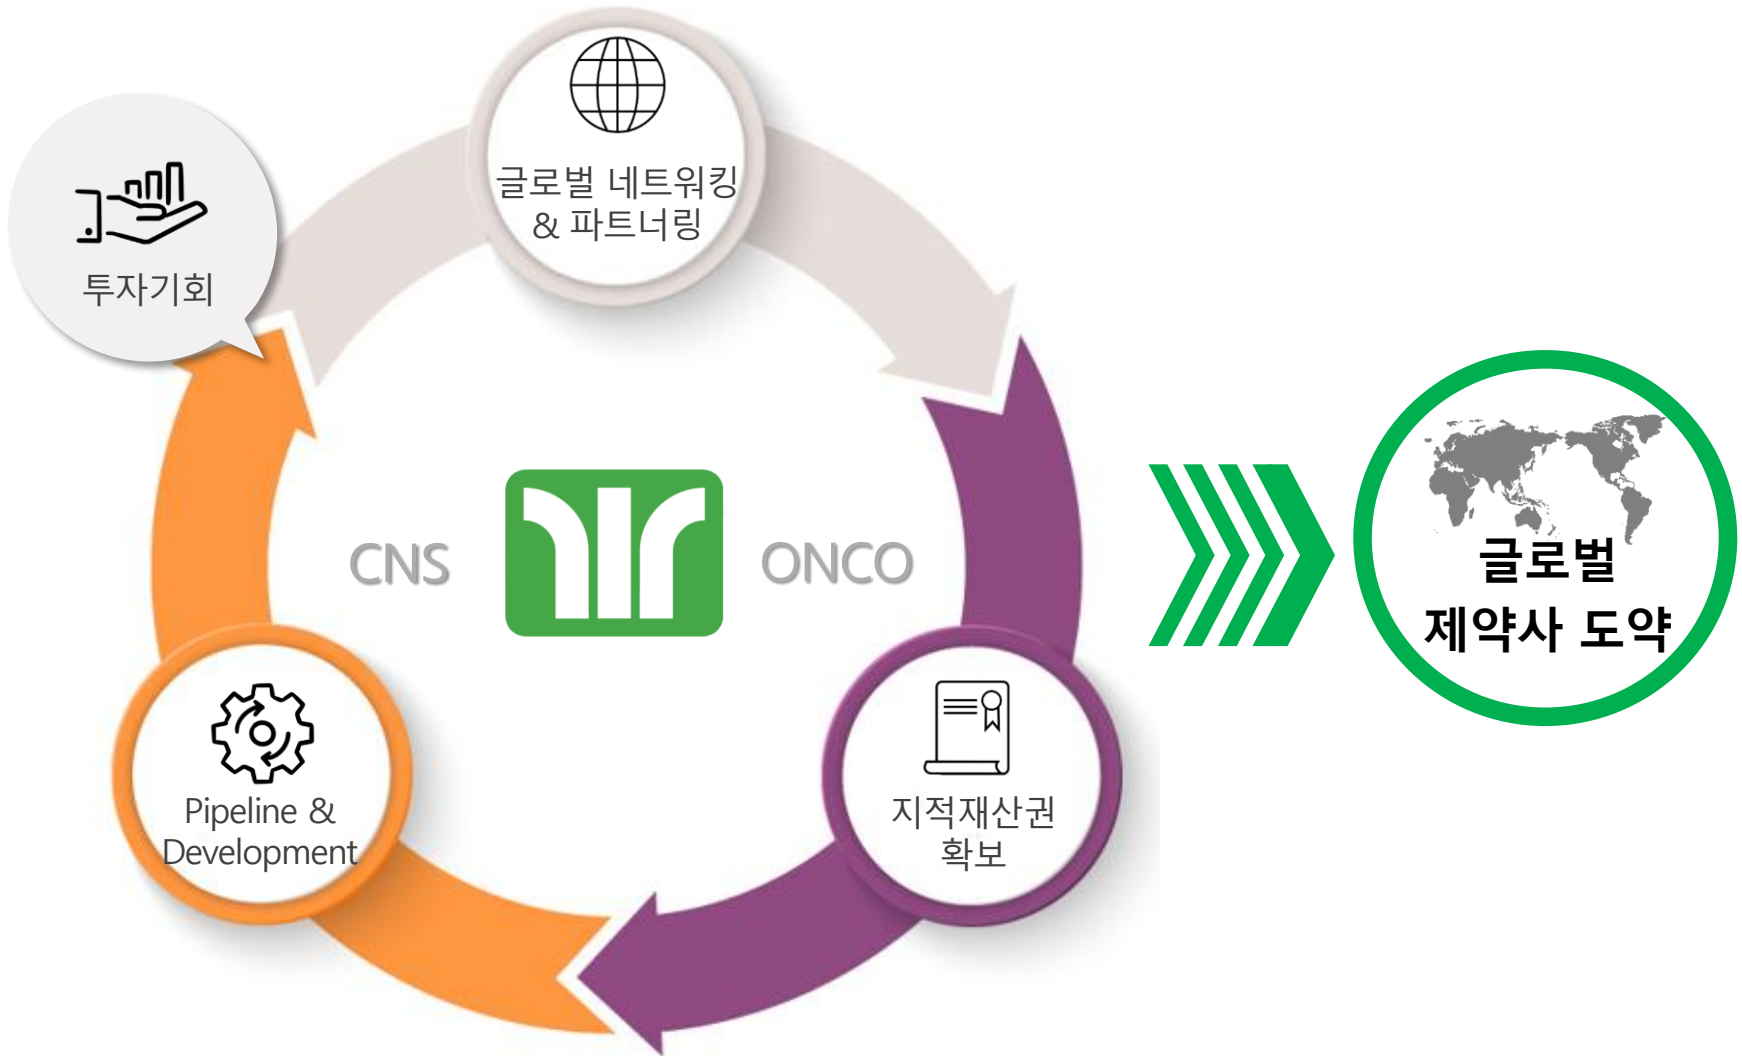 글로벌 네트워킹
& 파트너링
투자기회
CNS
ONCO
Pipeline &
Development
지적재산권
확보
글로벌
제약사 도약